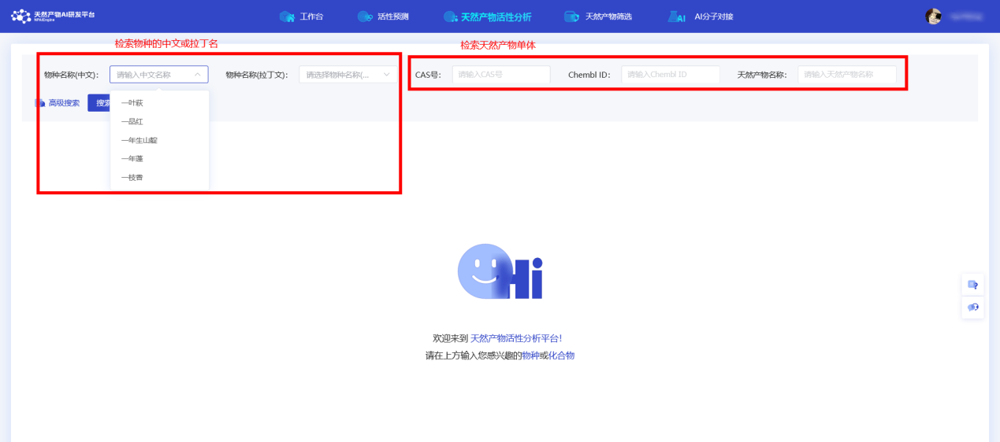 天然产物AI研发平台
NPAIEngine
工作台
活性预测
天然产物活性分析
天然产物筛选
AI
AI分子对接
检索物种的中文或拉丁名
检索天然产物单体
物种名称(中文): 请输入中文名称
物种名称(拉丁文): 请选择物种名称(...
CAS号: 请输入CAS号
Chembl ID: 请输入Chembl ID
天然产物名称: 请输入天然产物名称
高级搜索
搜索
一叶萩
一品红
一年生山靛
一年蓬
一枝香
Hi
欢迎来到 天然产物活性分析平台!
请在上方输入您感兴趣的物种或化合物